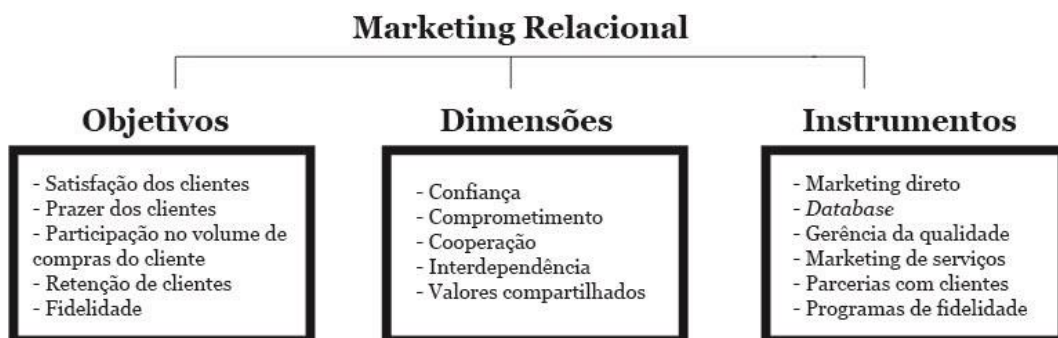 Marketing Relacional
Objetivos
- Satisfação dos clientes
- Prazer dos clientes
- Participação no volume de
compras do cliente
- Retenção de clientes
- Fidelidade
Dimensões
- Confiança
- Comprometimento
- Cooperação
- Interdependência
- Valores compartilhados
Instrumentos
- Marketing direto
- Database
- Gerência da qualidade
- Marketing de serviços
- Parcerias com clientes
- Programas de fidelidade